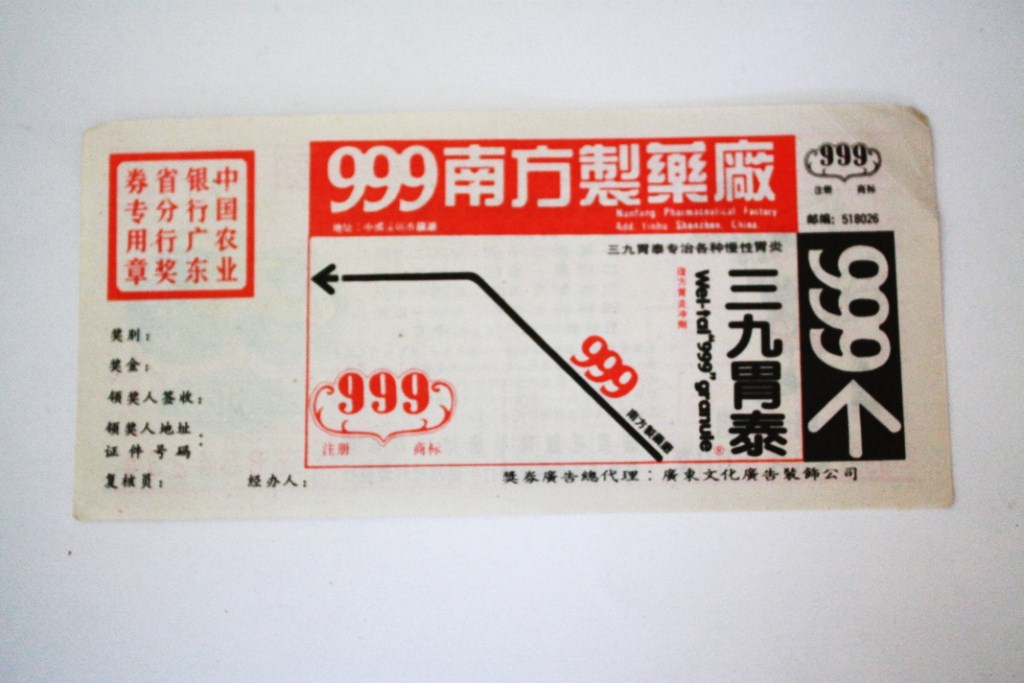 中国农业
银行广东
省分行奖
券专用章
999南方製藥廠
Nanfang Pharmaceutical Factory
Add. Yinhu Shenzhen, China.
999
注册 商标
邮编: 518026
三九胃泰专治各种慢性胃炎
三九胃泰
Wei-tai"999"granule®
999
999
南方製藥廠
999
注册 商标
奖别：
奖金：
领奖人签收：
领奖人地址：
证件号码：
复核员： 经办人：
獎券廣告總代理：廣東文化廣告裝飾公司